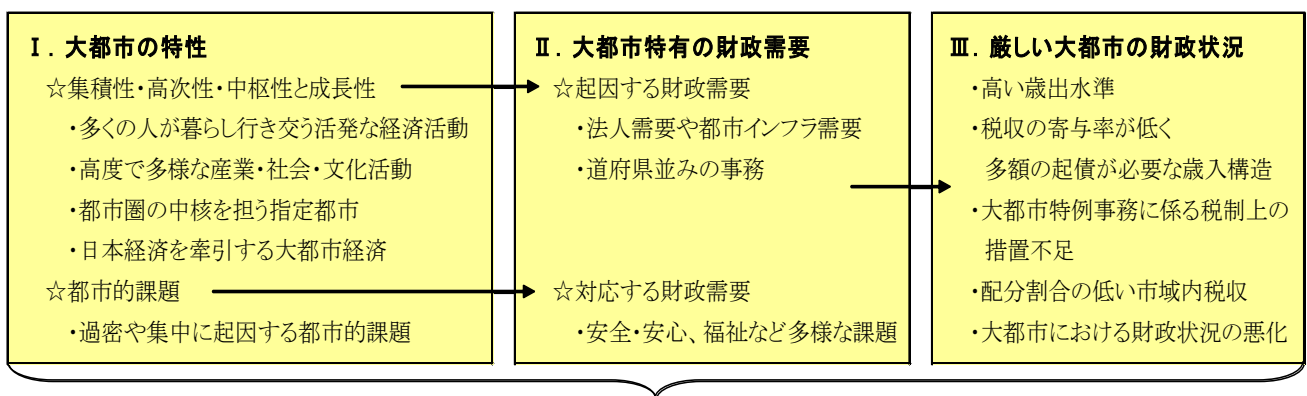 Ⅰ. 大都市の特性
☆集積性・高次性・中枢性と成長性
・多くの人が暮らし行き交う活発な経済活動
・高度で多様な産業・社会・文化活動
・都市圏の中核を担う指定都市
・日本経済を牽引する大都市経済
☆都市的課題
・過密や集中に起因する都市的課題
Ⅱ. 大都市特有の財政需要
☆起因する財政需要
・法人需要や都市インフラ需要
・道府県並みの事務
☆対応する財政需要
・安全・安心、福祉など多様な課題
Ⅲ. 厳しい大都市の財政状況
・高い歳出水準
・税収の寄与率が低く
多額の起債が必要な歳入構造
・大都市特例事務に係る税制上の
措置不足
・配分割合の低い市域内税収
・大都市における財政状況の悪化